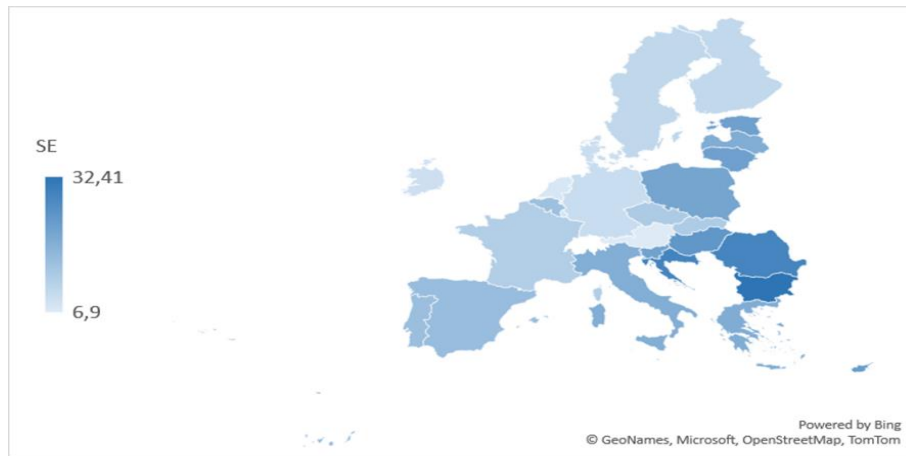 SE
32,41
6,9
Powered by Bing
© GeoNames, Microsoft, OpenStreetMap, TomTom